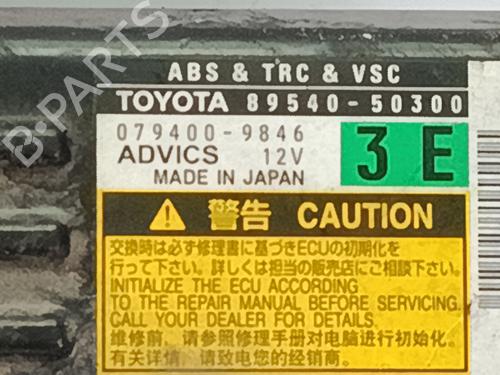 ABS & TRC & VSC
TOYOTA 89540-50300
079400-9846
ADVICS 12V
MADE IN JAPAN
3 E
警告 CAUTION
交換時は必ず修理書に基づきECUの初期化を
行って下さい。詳しくは担当の販売店にご相談下さい。
INITIALIZE THE ECU ACCORDING
TO THE REPAIR MANUAL BEFORE SERVICING.
CALL YOUR DEALER FOR DETAILS.
维修前，请参照修理手册对电脑进行初始化。
有关详情，请致电您的经销商。
B-Parts